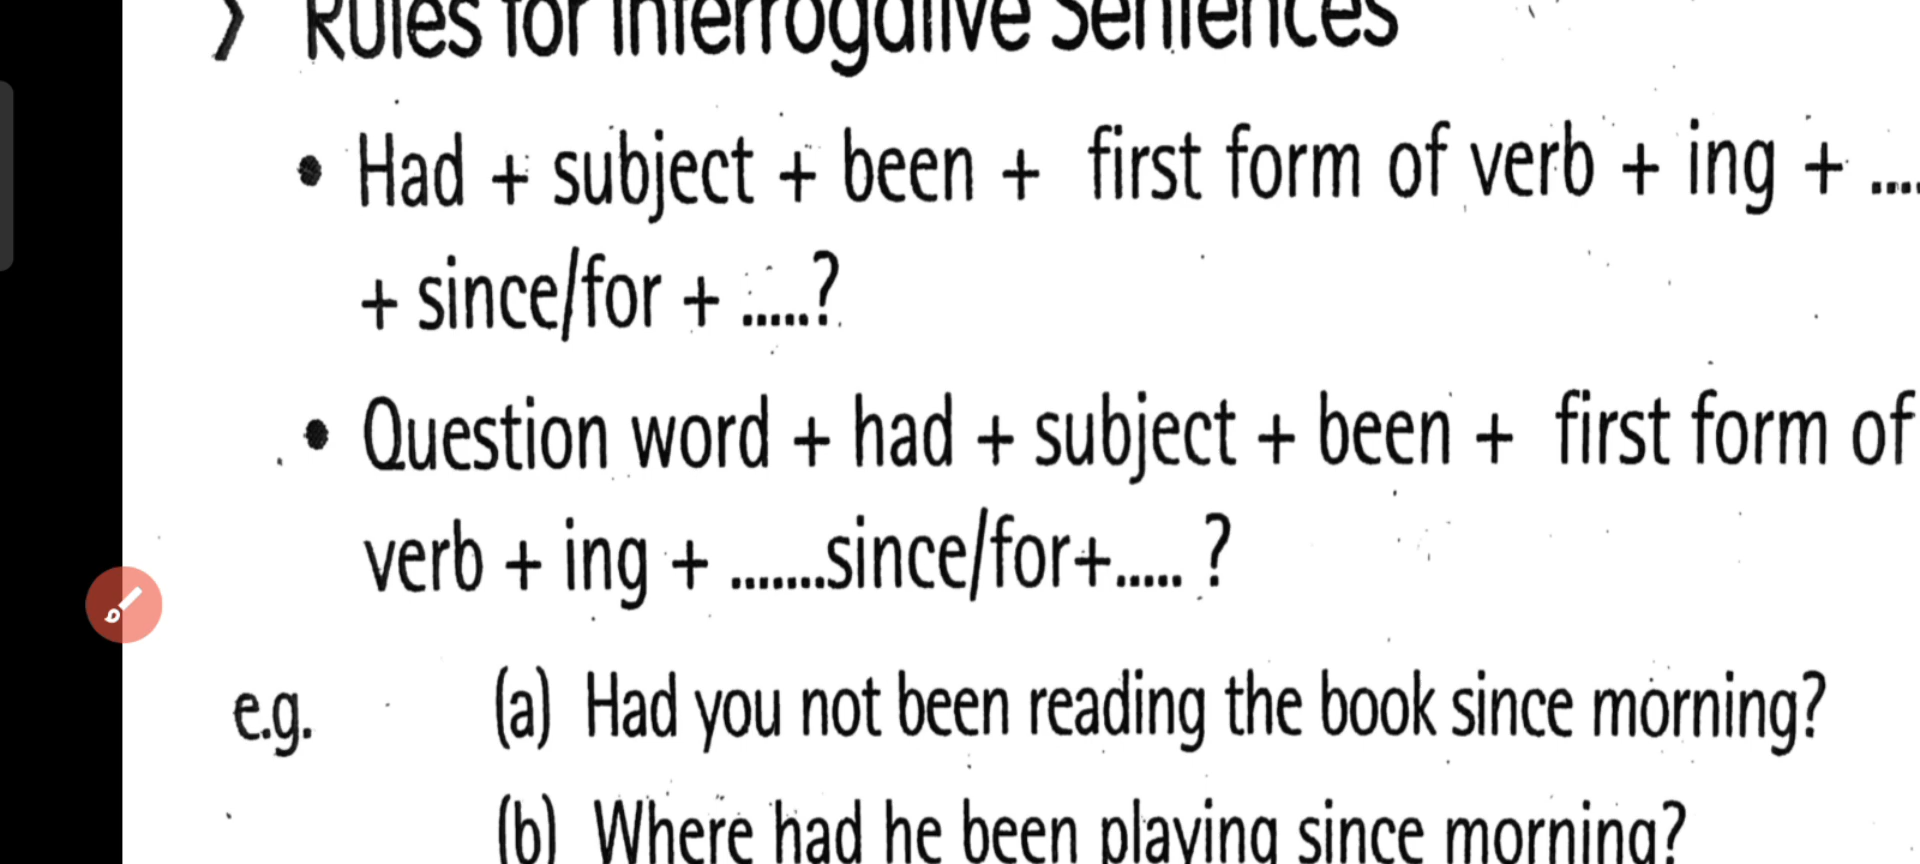 › Rules for Interrogative Sentences
• Had + subject + been + first form of verb + ing + ....
+ since/for + .....?
• Question word + had + subject + been + first form of
verb + ing + .......since/for+..... ?
e.g. (a) Had you not been reading the book since morning?
(b) Where had he been playing since morning?